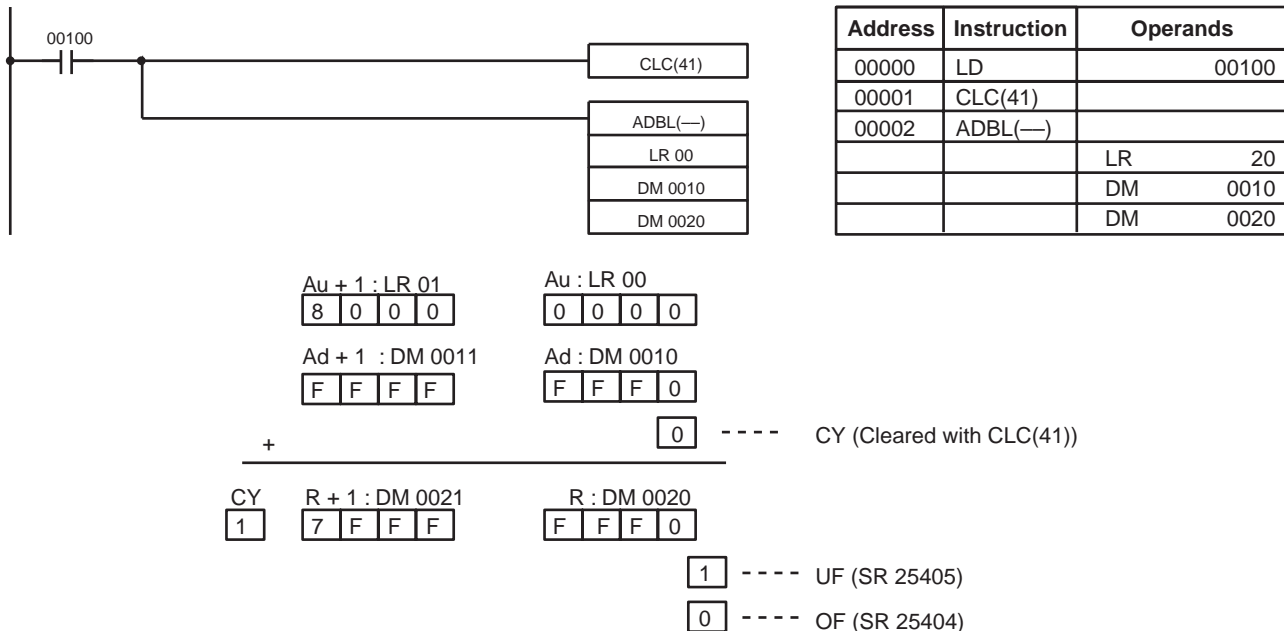 00100
CLC(41)
ADBL(––)
LR 00
DM 0010
DM 0020
Address Instruction Operands
00000 LD 00100
00001 CLC(41)
00002 ADBL(––)
LR 20
DM 0010
DM 0020
Au + 1 : LR 01 Au : LR 00
8 0 0 0 0 0 0 0
Ad + 1 : DM 0011 Ad : DM 0010
F F F F F F F 0
0 CY (Cleared with CLC(41))
+
CY R + 1 : DM 0021 R : DM 0020
1 7 F F F F F F 0
1 UF (SR 25405)
0 OF (SR 25404)